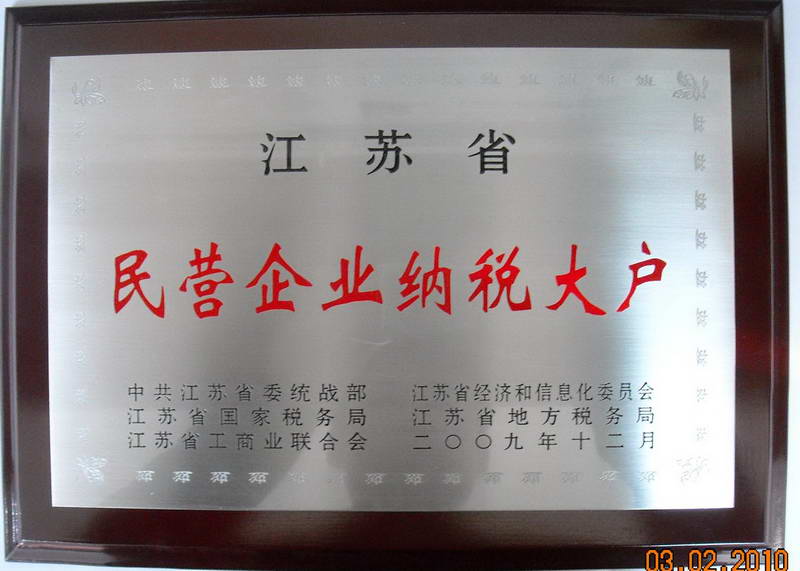 江苏省
民营企业纳税大户
中共江苏省委统战部 江苏省经济和信息化委员会
江苏省国家税务局 江苏省地方税务局
江苏省工商业联合会 二〇〇九年十二月
03.02.2010